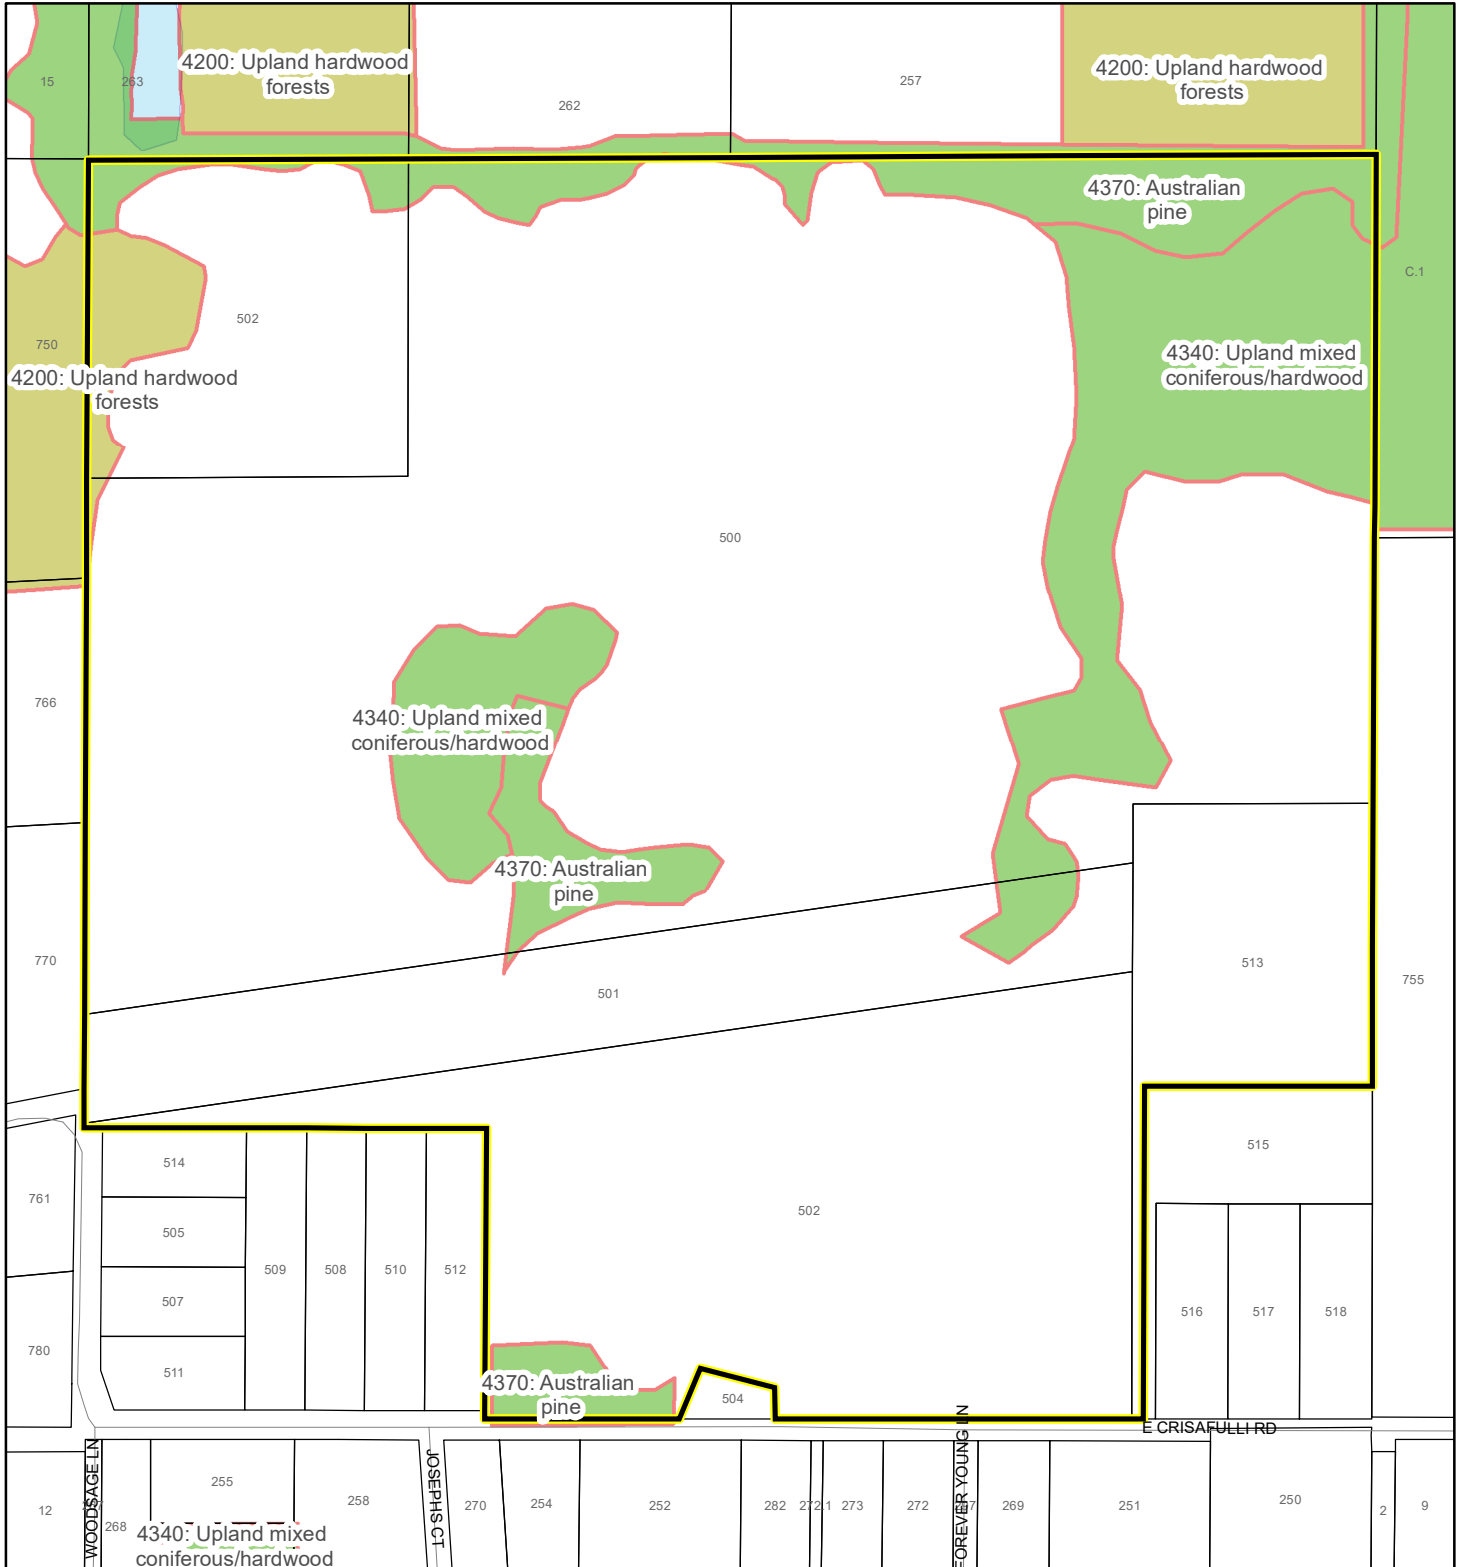 4200: Upland hardwood
forests
4200: Upland hardwood
forests
15
263
262
257
4370: Australian
pine
C.1
502
750
4200: Upland hardwood
forests
4340: Upland mixed
coniferous/hardwood
500
766
4340: Upland mixed
coniferous/hardwood
4370: Australian
pine
770
501
513
755
514
515
761
505
502
509
508
510
512
507
516
517
518
780
511
4370: Australian
pine
504
E CRISAFULLI RD
WOODSAGE LN
JOSEPHS CT
FOREVER YOUNG LN
12
268
255
258
270
254
252
282
272.1
273
272
269
251
250
2
9
4340: Upland mixed
coniferous/hardwood